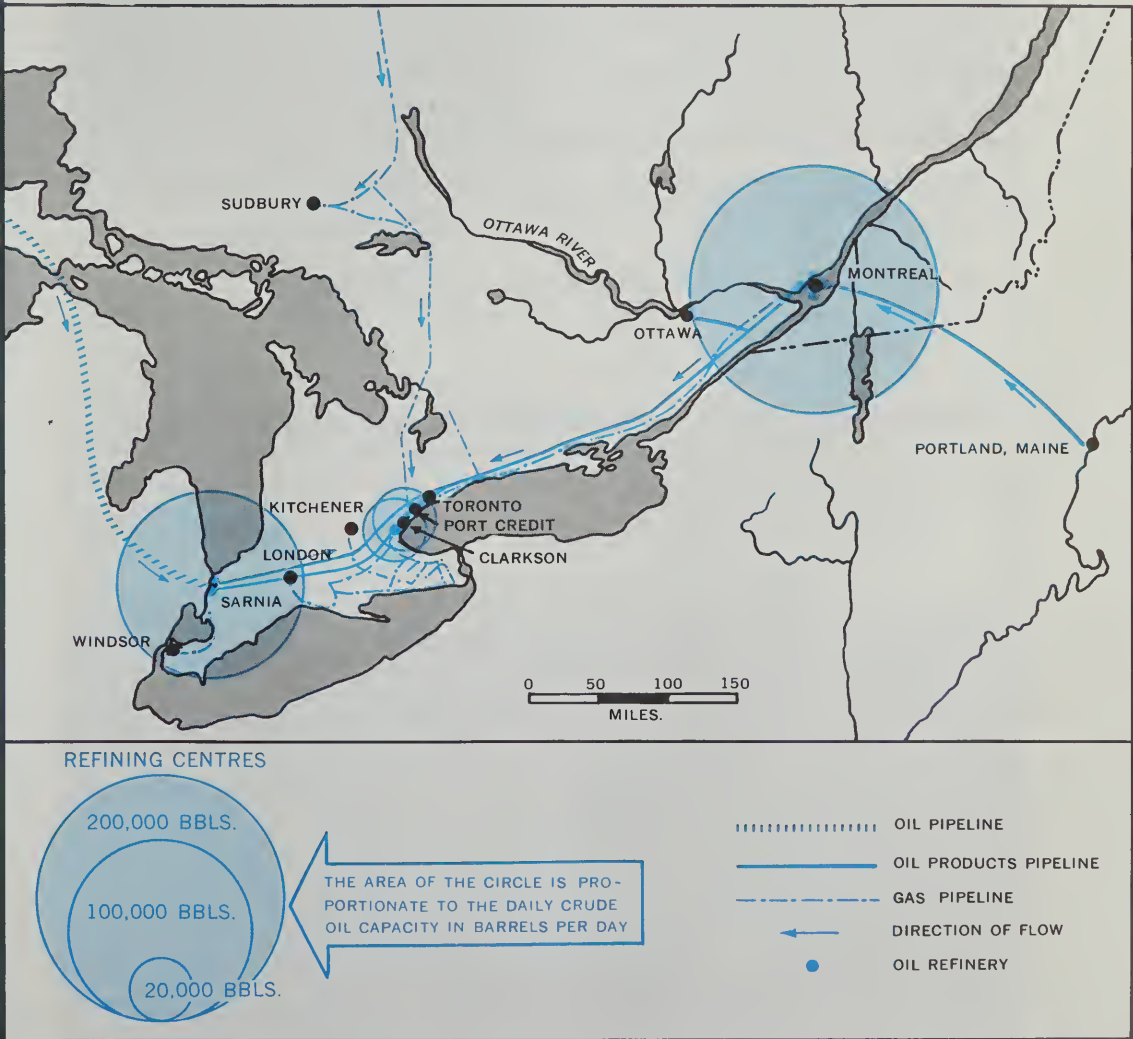 SUDBURY
OTTAWA RIVER
MONTREAL
OTTAWA
PORTLAND, MAINE
KITCHENER
TORONTO
PORT CREDIT
LONDON
CLARKSON
SARNIA
WINDSOR
0 50 100 150
MILES.
REFINING CENTRES
200,000 BBLS.
100,000 BBLS.
20,000 BBLS.
THE AREA OF THE CIRCLE IS PRO-
PORTIONATE TO THE DAILY CRUDE
OIL CAPACITY IN BARRELS PER DAY
OIL PIPELINE
OIL PRODUCTS PIPELINE
GAS PIPELINE
DIRECTION OF FLOW
OIL REFINERY